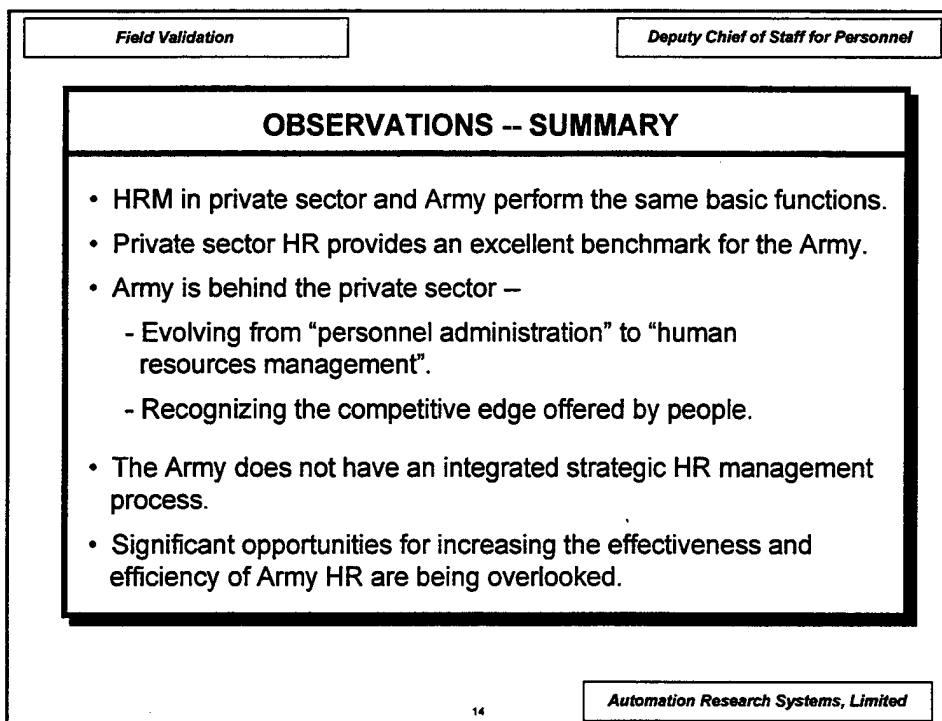 Field Validation
Deputy Chief of Staff for Personnel
OBSERVATIONS -- SUMMARY
• HRM in private sector and Army perform the same basic functions.
• Private sector HR provides an excellent benchmark for the Army.
• Army is behind the private sector –
- Evolving from “personnel administration” to “human
resources management”.
- Recognizing the competitive edge offered by people.
• The Army does not have an integrated strategic HR management
process.
• Significant opportunities for increasing the effectiveness and
efficiency of Army HR are being overlooked.
14
Automation Research Systems, Limited